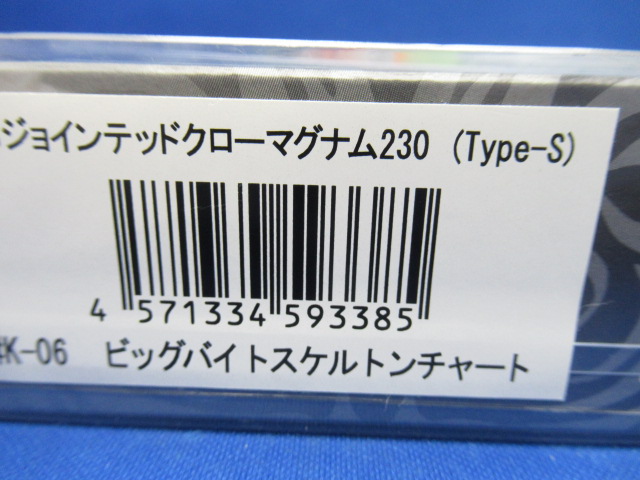 ジョインテッドクローマグナム230 (Type-S)
4 571334 593385
#K-06 ビッグバイトスケルトンチャート